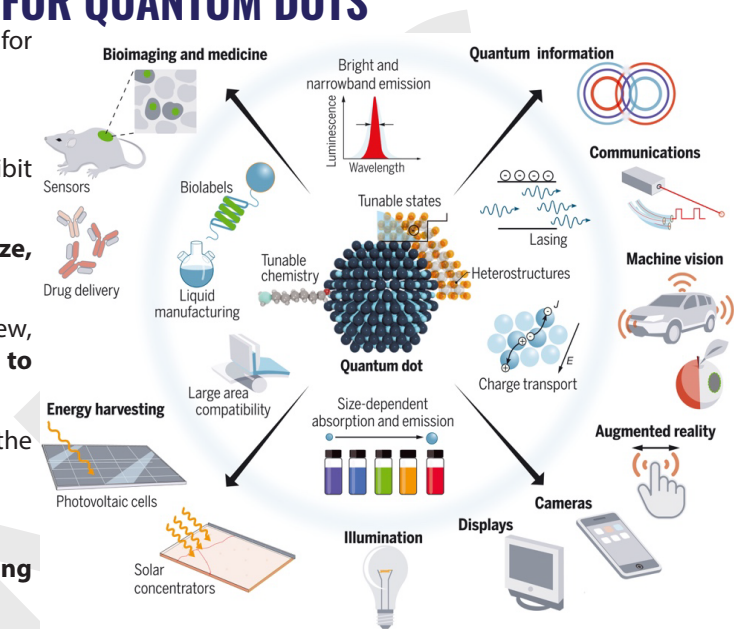 FOR QUANTUM DOTS
for
ibit
ze,
ew,
to
the
ng
Bioimaging and medicine
Sensors
Drug delivery
Bright and
narrowband emission
Luminescence
Wavelength
Quantum information
Communications
Biolabels
Liquid
manufacturing
Tunable
chemistry
Tunable states
Heterostructures
Quantum dot
Lasing
Machine vision
J
E
Charge transport
Large area
compatibility
Size-dependent
absorption and emission
Energy harvesting
Photovoltaic cells
Solar
concentrators
Illumination
Displays
Cameras
Augmented reality